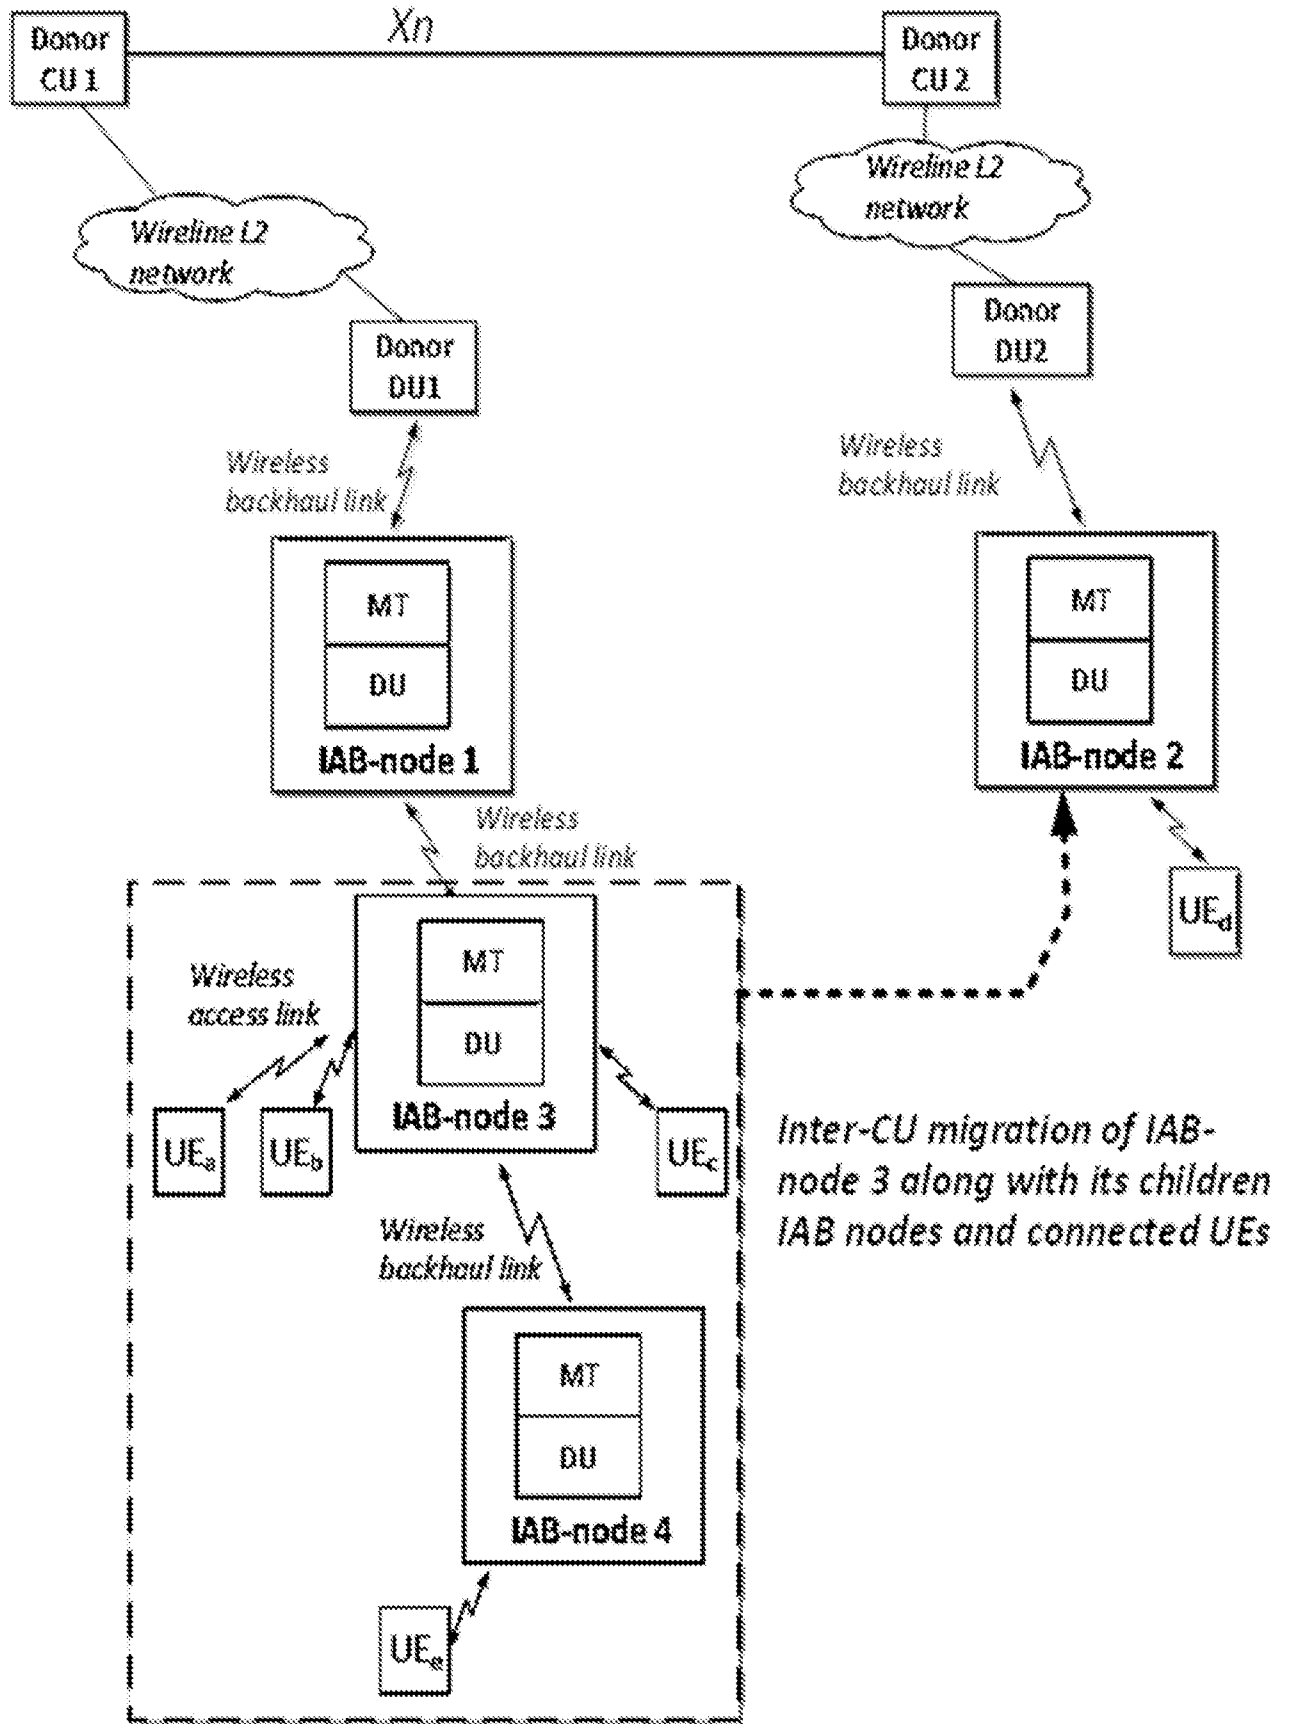 Xn
Donor
CU 1
Donor
CU 2
Wireline L2
network
Wireline L2
network
Donor
DU1
Donor
DU2
Wireless
backhaul link
Wireless
backhaul link
MT
DU
IAB-node 1
MT
DU
IAB-node 2
Wireless
backhaul link
UEd
Wireless
access link
MT
DU
IAB-node 3
UEa
UEb
UEc
Inter-CU migration of IAB-
node 3 along with its children
IAB nodes and connected UEs
Wireless
backhaul link
MT
DU
IAB-node 4
UEe